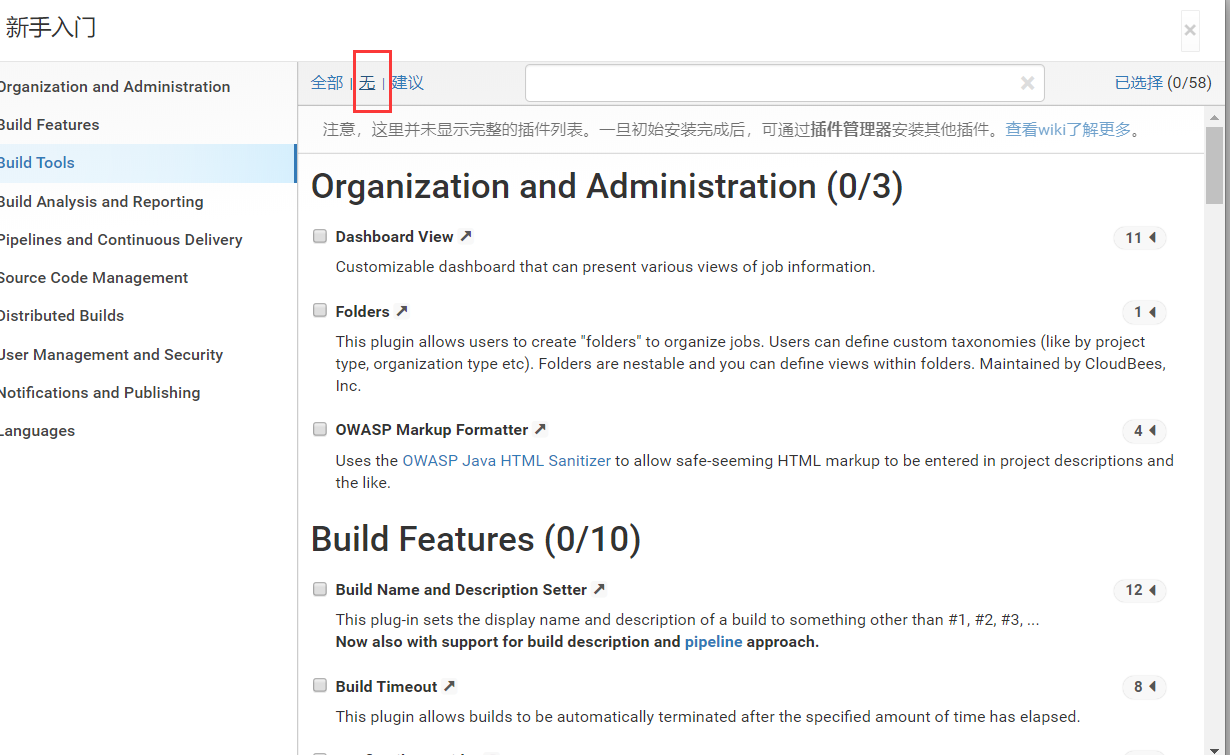 新手入门
×
Organization and Administration
Build Features
Build Tools
Build Analysis and Reporting
Pipelines and Continuous Delivery
Source Code Management
Distributed Builds
User Management and Security
Notifications and Publishing
Languages
全部 | 无 | 建议
已选择 (0/58)
注意，这里并未显示完整的插件列表。一旦初始安装完成后，可通过插件管理器安装其他插件。查看wiki了解更多。
Organization and Administration (0/3)
Dashboard View
11
Customizable dashboard that can present various views of job information.
Folders
1
This plugin allows users to create "folders" to organize jobs. Users can define custom taxonomies (like by project
type, organization type etc). Folders are nestable and you can define views within folders. Maintained by CloudBees,
Inc.
OWASP Markup Formatter
4
Uses the OWASP Java HTML Sanitizer to allow safe-seeming HTML markup to be entered in project descriptions and
the like.
Build Features (0/10)
Build Name and Description Setter
12
This plug-in sets the display name and description of a build to something other than #1, #2, #3, ...
Now also with support for build description and pipeline approach.
Build Timeout
8
This plugin allows builds to be automatically terminated after the specified amount of time has elapsed.